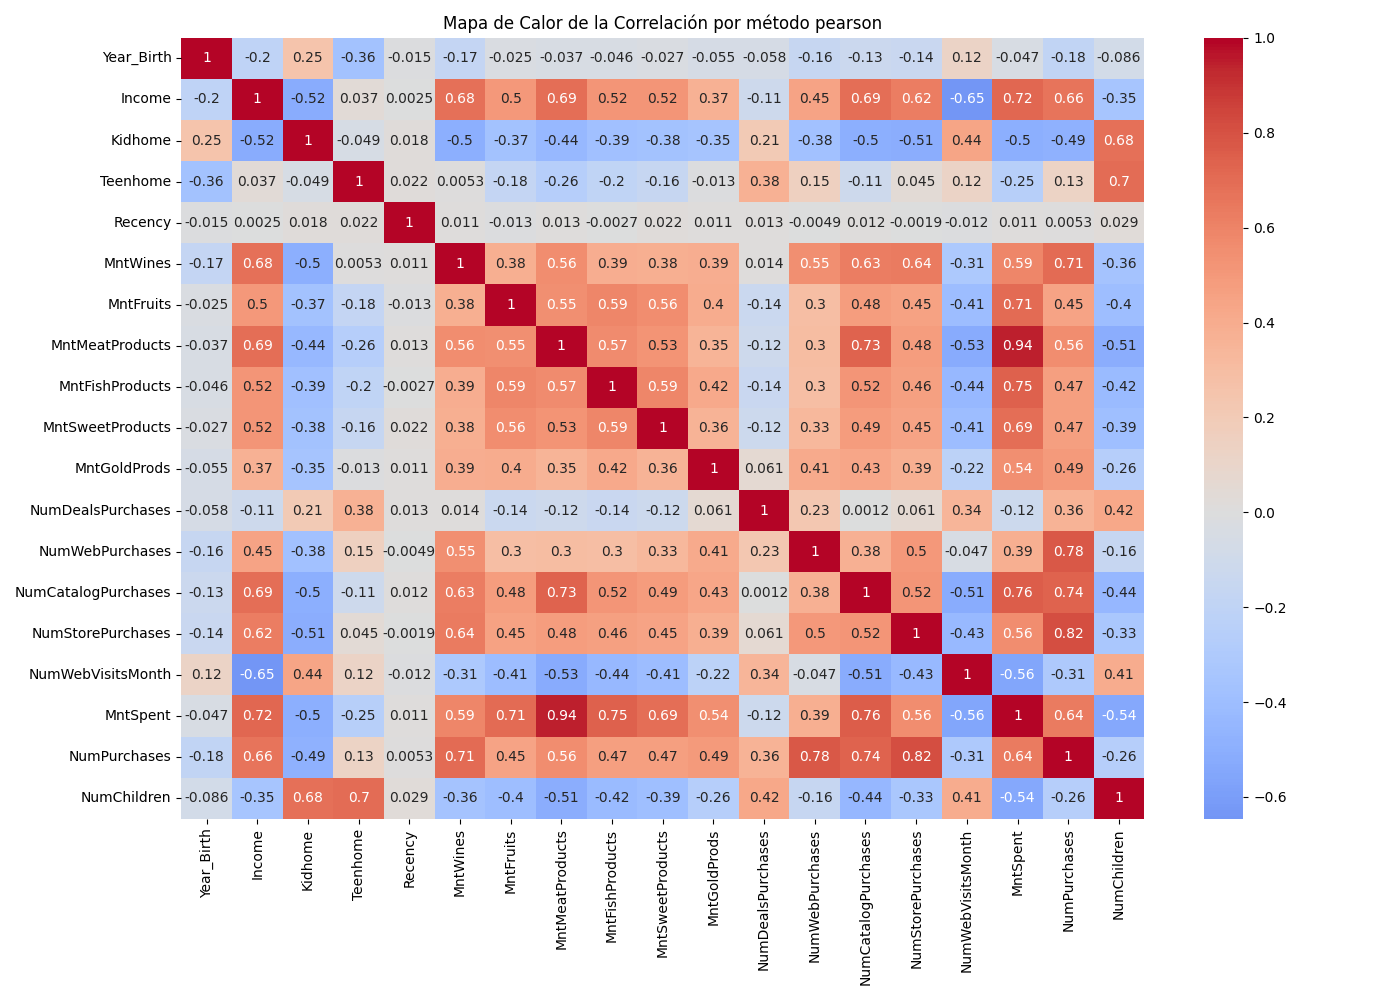 Mapa de Calor de la Correlación por método pearson
Year_Birth 1 -0.2 0.25 -0.36 -0.015 -0.17 -0.025 -0.037 -0.046 -0.027 -0.055 -0.058 -0.16 -0.13 -0.14 0.12 -0.047 -0.18 -0.086
Income -0.2 1 -0.52 0.037 0.0025 0.68 0.5 0.69 0.52 0.52 0.37 -0.11 0.45 0.69 0.62 -0.65 0.72 0.66 -0.35
Kidhome 0.25 -0.52 1 -0.049 0.018 -0.5 -0.37 -0.44 -0.39 -0.38 -0.35 0.21 -0.38 -0.5 -0.51 0.44 -0.5 -0.49 0.68
Teenhome -0.36 0.037 -0.049 1 0.022 0.0053 -0.18 -0.26 -0.2 -0.16 -0.013 0.38 0.15 -0.11 0.045 0.12 -0.25 0.13 0.7
Recency -0.015 0.0025 0.018 0.022 1 0.011 -0.013 0.013 -0.0027 0.022 0.011 0.013 -0.0049 0.012 -0.0019 -0.012 0.011 0.0053 0.029
MntWines -0.17 0.68 -0.5 0.0053 0.011 1 0.38 0.56 0.39 0.38 0.39 0.014 0.55 0.63 0.64 -0.31 0.59 0.71 -0.36
MntFruits -0.025 0.5 -0.37 -0.18 -0.013 0.38 1 0.55 0.59 0.56 0.4 -0.14 0.3 0.48 0.45 -0.41 0.71 0.45 -0.4
MntMeatProducts -0.037 0.69 -0.44 -0.26 0.013 0.56 0.55 1 0.57 0.53 0.35 -0.12 0.3 0.73 0.48 -0.53 0.94 0.56 -0.51
MntFishProducts -0.046 0.52 -0.39 -0.2 -0.0027 0.39 0.59 0.57 1 0.59 0.42 -0.14 0.3 0.52 0.46 -0.44 0.75 0.47 -0.42
MntSweetProducts -0.027 0.52 -0.38 -0.16 0.022 0.38 0.56 0.53 0.59 1 0.36 -0.12 0.33 0.49 0.45 -0.41 0.69 0.47 -0.39
MntGoldProds -0.055 0.37 -0.35 -0.013 0.011 0.39 0.4 0.35 0.42 0.36 1 0.061 0.41 0.43 0.39 -0.22 0.54 0.49 -0.26
NumDealsPurchases -0.058 -0.11 0.21 0.38 0.013 0.014 -0.14 -0.12 -0.14 -0.12 0.061 1 0.23 0.0012 0.061 0.34 -0.12 0.36 0.42
NumWebPurchases -0.16 0.45 -0.38 0.15 -0.0049 0.55 0.3 0.3 0.3 0.33 0.41 0.23 1 0.38 0.5 -0.047 0.39 0.78 -0.16
NumCatalogPurchases -0.13 0.69 -0.5 -0.11 0.012 0.63 0.48 0.73 0.52 0.49 0.43 0.0012 0.38 1 0.52 -0.51 0.76 0.74 -0.44
NumStorePurchases -0.14 0.62 -0.51 0.045 -0.0019 0.64 0.45 0.48 0.46 0.45 0.39 0.061 0.5 0.52 1 -0.43 0.56 0.82 -0.33
NumWebVisitsMonth 0.12 -0.65 0.44 0.12 -0.012 -0.31 -0.41 -0.53 -0.44 -0.41 -0.22 0.34 -0.047 -0.51 -0.43 1 -0.56 -0.31 0.41
MntSpent -0.047 0.72 -0.5 -0.25 0.011 0.59 0.71 0.94 0.75 0.69 0.54 -0.12 0.39 0.76 0.56 -0.56 1 0.64 -0.54
NumPurchases -0.18 0.66 -0.49 0.13 0.0053 0.71 0.45 0.56 0.47 0.47 0.49 0.36 0.78 0.74 0.82 -0.31 0.64 1 -0.26
NumChildren -0.086 -0.35 0.68 0.7 0.029 -0.36 -0.4 -0.51 -0.42 -0.39 -0.26 0.42 -0.16 -0.44 -0.33 0.41 -0.54 -0.26 1
Year_Birth
Income
Kidhome
Teenhome
Recency
MntWines
MntFruits
MntMeatProducts
MntFishProducts
MntSweetProducts
MntGoldProds
NumDealsPurchases
NumWebPurchases
NumCatalogPurchases
NumStorePurchases
NumWebVisitsMonth
MntSpent
NumPurchases
NumChildren
1.0
0.8
0.6
0.4
0.2
0.0
−0.2
−0.4
−0.6